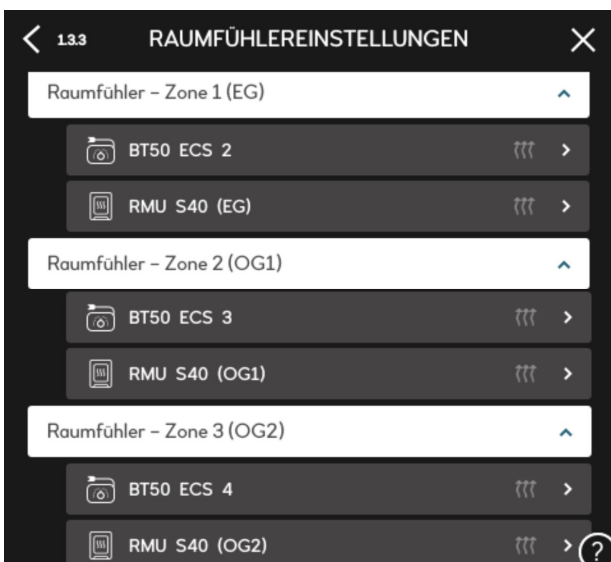 1.3.3 RAUMFÜHLEREINSTELLUNGEN
Raumfühler – Zone 1 (EG)
BT50 ECS 2
RMU S40 (EG)
Raumfühler – Zone 2 (OG1)
BT50 ECS 3
RMU S40 (OG1)
Raumfühler – Zone 3 (OG2)
BT50 ECS 4
RMU S40 (OG2)
?